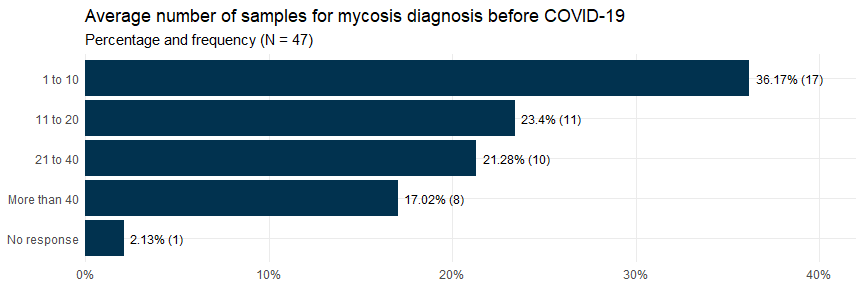 Average number of samples for mycosis diagnosis before COVID-19
Percentage and frequency (N = 47)
1 to 10 36.17% (17)
11 to 20 23.4% (11)
21 to 40 21.28% (10)
More than 40 17.02% (8)
No response 2.13% (1)
0% 10% 20% 30% 40%